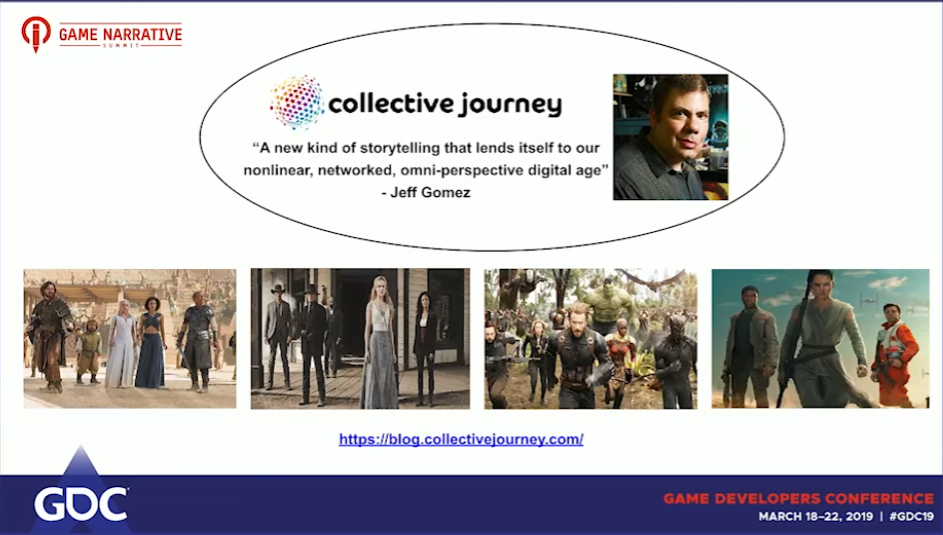 GAME NARRATIVE
SUMMIT
collective journey
“A new kind of storytelling that lends itself to our
nonlinear, networked, omni-perspective digital age”
- Jeff Gomez
https://blog.collectivejourney.com/
GDC
GAME DEVELOPERS CONFERENCE
MARCH 18–22, 2019 | #GDC19